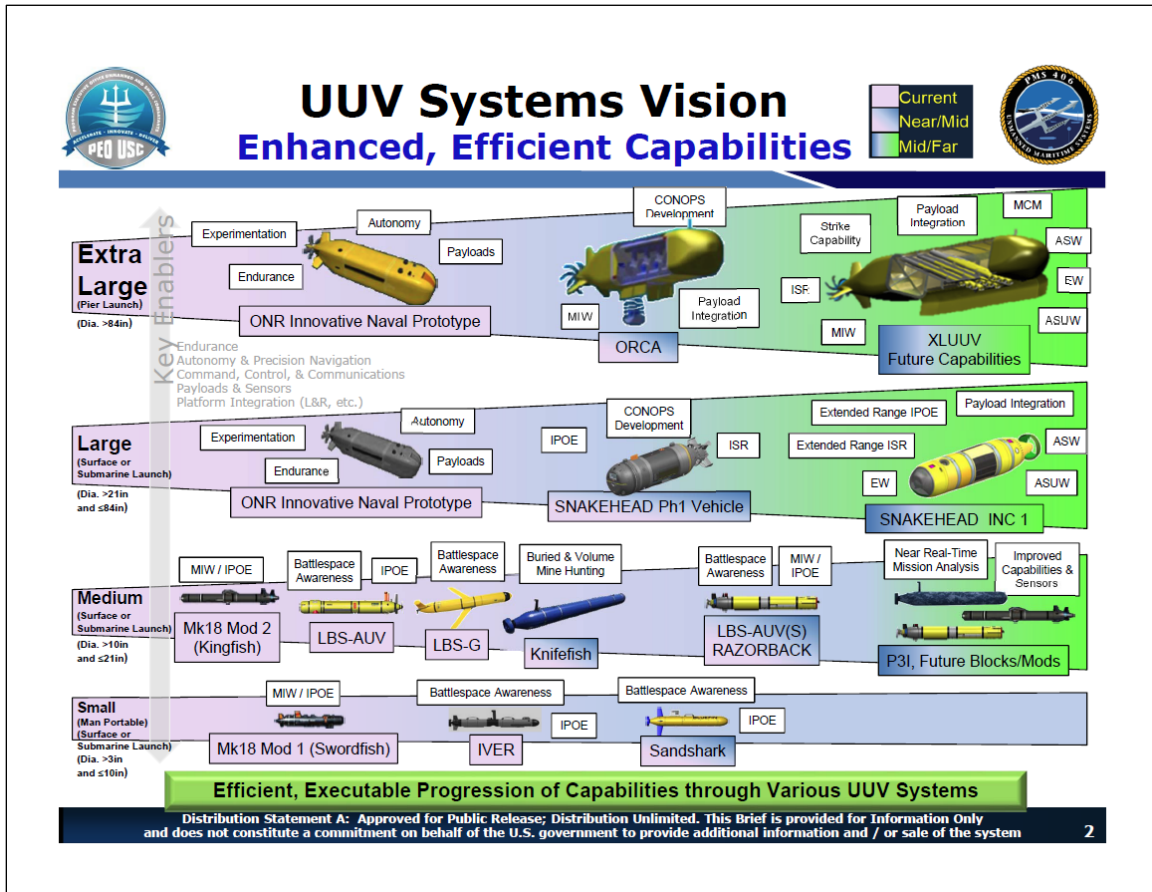 UUV Systems Vision
Enhanced, Efficient Capabilities
Current
Near/Mid
Mid/Far
PEO USC
ACCELERATE - INNOVATE - DELIVER
PMS 406
UNMANNED MARITIME SYSTEMS
Key Enablers
Endurance
Autonomy & Precision Navigation
Command, Control, & Communications
Payloads & Sensors
Platform Integration (L&R, etc.)
Extra
Large
(Pier Launch)
(Dia. >84in)
Experimentation
Autonomy
Endurance
Payloads
ONR Innovative Naval Prototype
CONOPS
Development
MIW
Payload
Integration
ORCA
Strike
Capability
Payload
Integration
MCM
ASW
ISR
EW
MIW
ASUW
XLUUV
Future Capabilities
Large
(Surface or
Submarine Launch)
(Dia. >21in
and ≤84in)
Experimentation
Autonomy
Endurance
Payloads
ONR Innovative Naval Prototype
IPOE
CONOPS
Development
ISR
SNAKEHEAD Ph1 Vehicle
Extended Range IPOE
Payload Integration
Extended Range ISR
ASW
EW
ASUW
SNAKEHEAD INC 1
Medium
(Surface or
Submarine Launch)
(Dia. >10in
and ≤21in)
MIW / IPOE
Mk18 Mod 2
(Kingfish)
Battlespace
Awareness
IPOE
LBS-AUV
Battlespace
Awareness
LBS-G
Buried & Volume
Mine Hunting
Knifefish
Battlespace
Awareness
MIW /
IPOE
LBS-AUV(S)
RAZORBACK
Near Real-Time
Mission Analysis
Improved
Capabilities &
Sensors
P3I, Future Blocks/Mods
Small
(Man Portable)
(Surface or
Submarine Launch)
(Dia. >3in
and ≤10in)
MIW / IPOE
Mk18 Mod 1 (Swordfish)
Battlespace Awareness
IPOE
IVER
Battlespace Awareness
IPOE
Sandshark
Efficient, Executable Progression of Capabilities through Various UUV Systems
Distribution Statement A: Approved for Public Release; Distribution Unlimited. This Brief is provided for Information Only
and does not constitute a commitment on behalf of the U.S. government to provide additional information and / or sale of the system
2